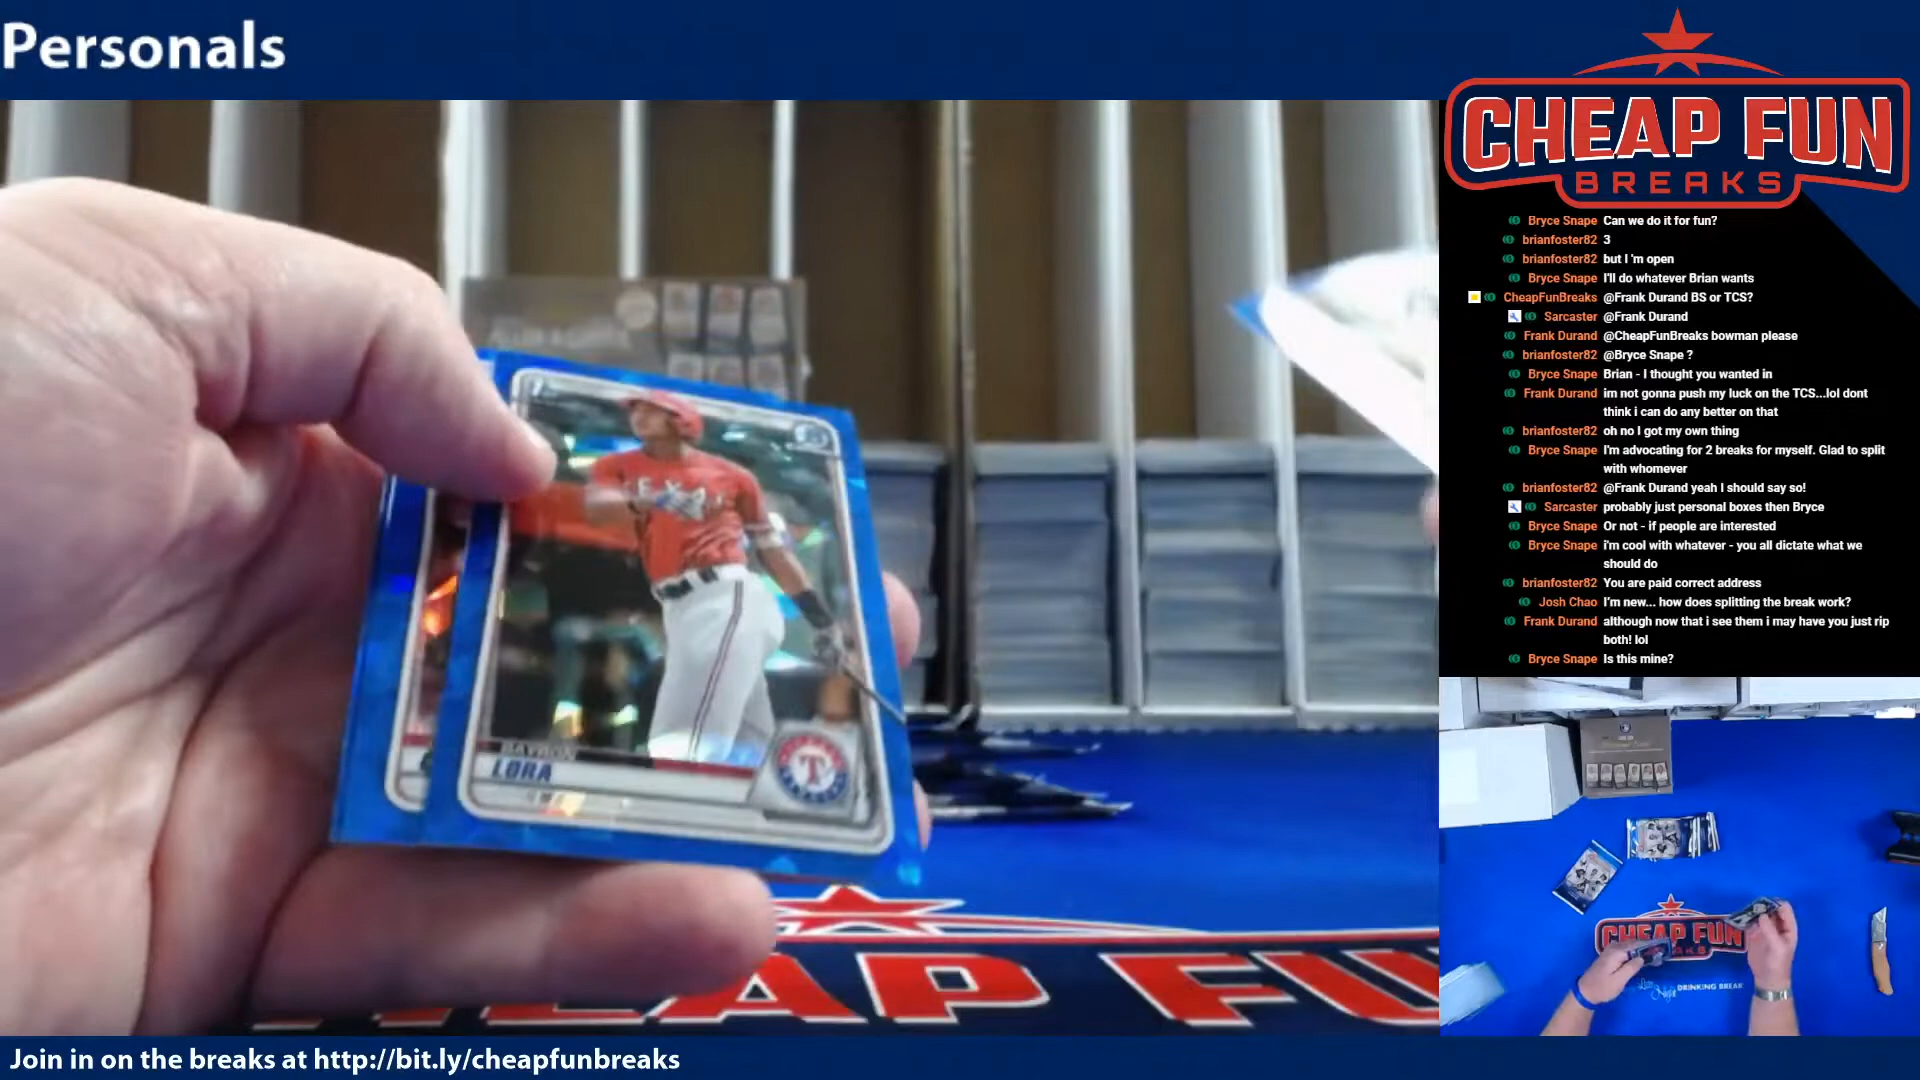 Personals
CHEAP FUN
BREAKS
Bryce Snape Can we do it for fun?
brianfoster82 3
brianfoster82 but I 'm open
Bryce Snape I'll do whatever Brian wants
CheapFunBreaks @Frank Durand BS or TCS?
Sarcaster @Frank Durand
Frank Durand @CheapFunBreaks bowman please
brianfoster82 @Bryce Snape ?
Bryce Snape Brian - I thought you wanted in
Frank Durand im not gonna push my luck on the TCS...lol dont
think i can do any better on that
brianfoster82 oh no I got my own thing
Bryce Snape I'm advocating for 2 breaks for myself. Glad to split
with whomever
brianfoster82 @Frank Durand yeah I should say so!
Sarcaster probably just personal boxes then Bryce
Bryce Snape Or not - if people are interested
Bryce Snape i'm cool with whatever - you all dictate what we
should do
brianfoster82 You are paid correct address
Josh Chao I'm new... how does splitting the break work?
Frank Durand although now that i see them i may have you just rip
both! lol
Bryce Snape Is this mine?
TEXAS
BAYRON
LORA
T
EAP FU
CHEAP FUN
DRINKING BREAK
Join in on the breaks at http://bit.ly/cheapfunbreaks